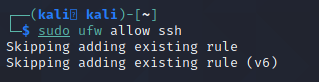 ┌──(kali㉿ kali)-[~]
└─$ sudo ufw allow ssh
Skipping adding existing rule
Skipping adding existing rule (v6)